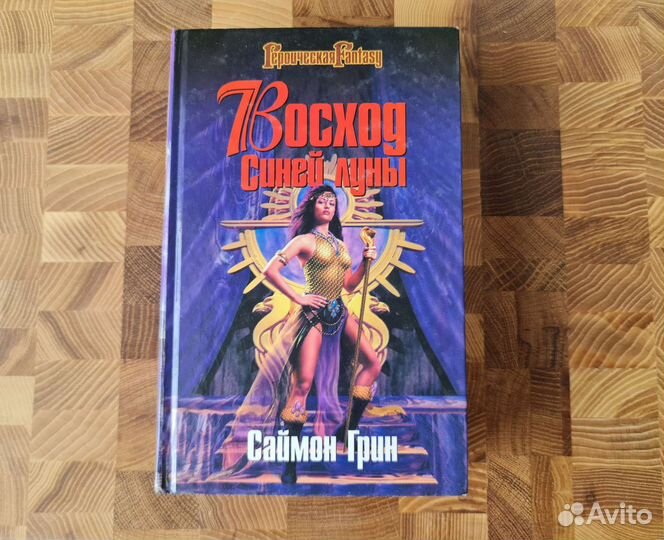 Героическая Fantasy
Восход
Синей луны
Саймон Грин
Avito